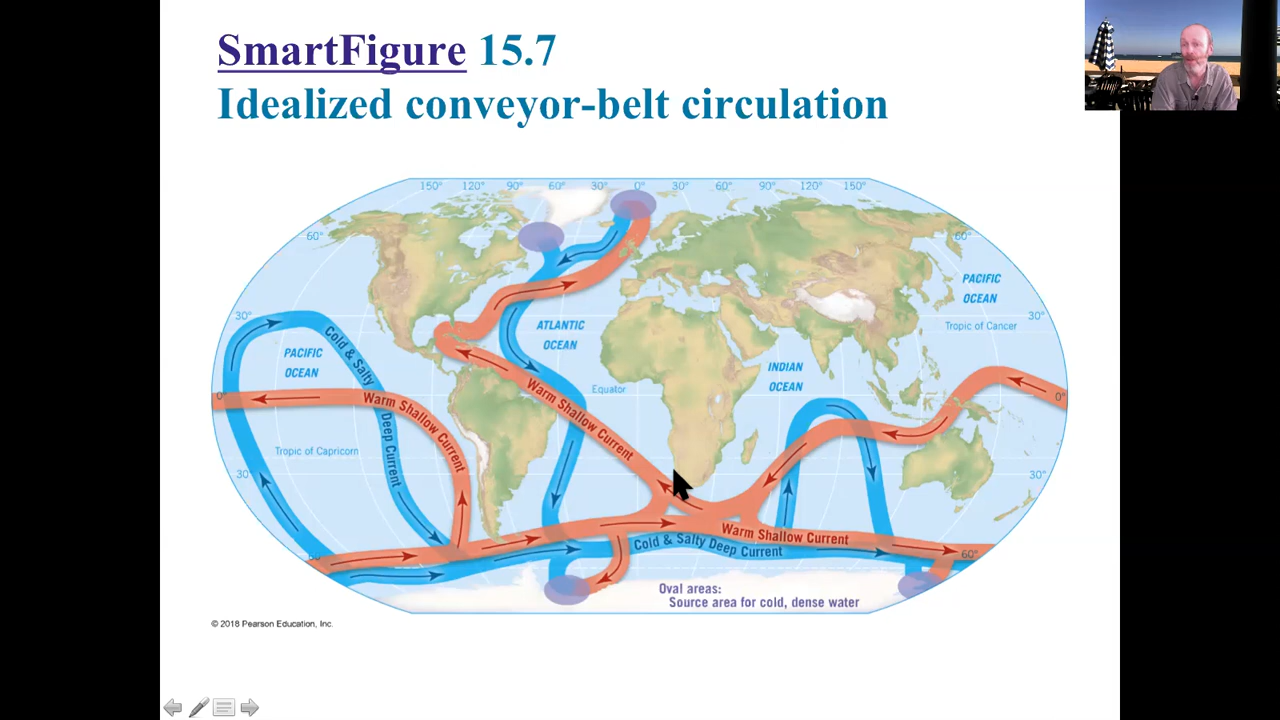 SmartFigure 15.7
Idealized conveyor-belt circulation
150° 120° 90° 60° 30° 0° 30° 60° 90° 120° 150°
60° 60°
PACIFIC
OCEAN
30° 30°
Tropic of Cancer
ATLANTIC
OCEAN
PACIFIC
OCEAN
INDIAN
OCEAN
Cold & Salty
Deep Current
Equator
0° 0°
Warm Shallow Current
Warm Shallow Current
Tropic of Capricorn
30° 30°
Warm Shallow Current
Cold & Salty Deep Current
60° 60°
Oval areas:
Source area for cold, dense water
© 2018 Pearson Education, Inc.